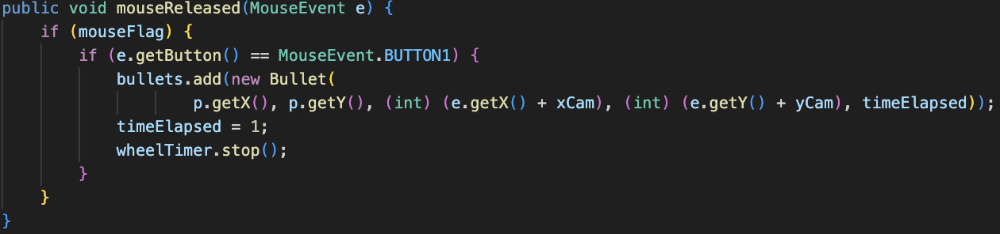 public void mouseReleased(MouseEvent e) {
    if (mouseFlag) {
        if (e.getButton() == MouseEvent.BUTTON1) {
            bullets.add(new Bullet(
                    p.getX(), p.getY(), (int) (e.getX() + xCam), (int) (e.getY() + yCam), timeElapsed));
            timeElapsed = 1;
            wheelTimer.stop();
        }
    }
}